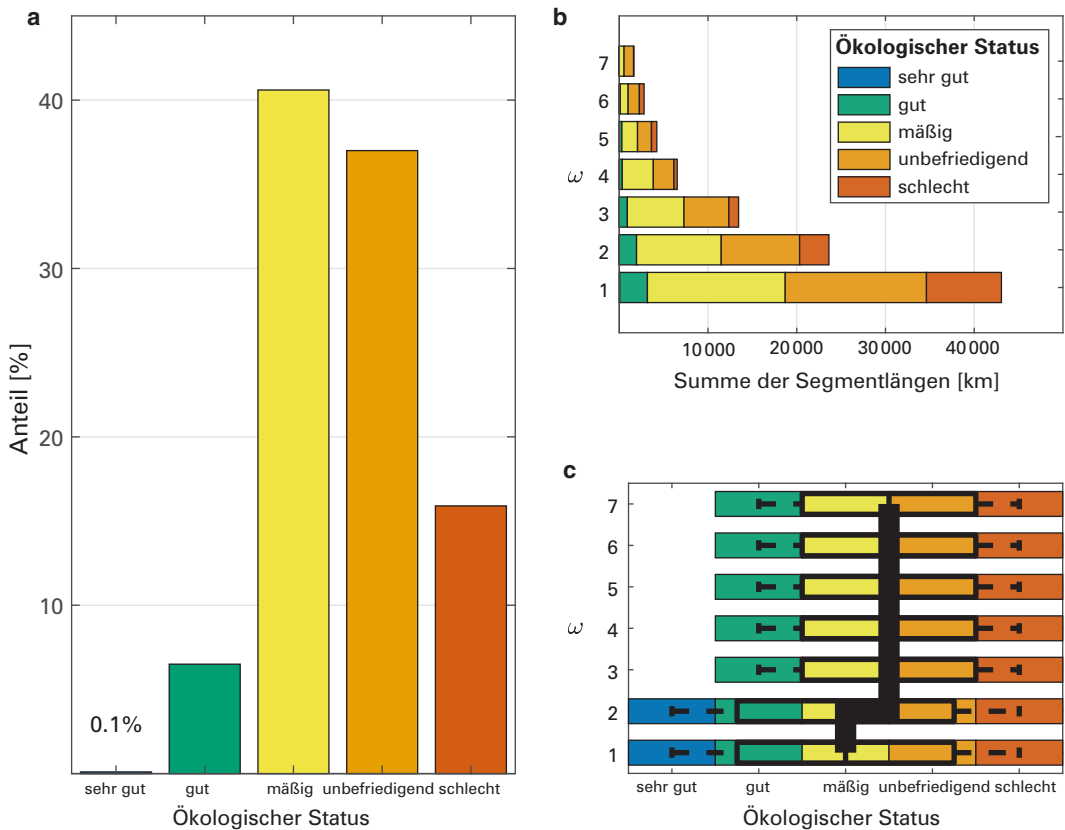 a
Anteil [%]
40
30
20
10
0.1%
sehr gut
gut
mäßig
unbefriedigend
schlecht
Ökologischer Status
b
ω
7
6
5
4
3
2
1
Ökologischer Status
sehr gut
gut
mäßig
unbefriedigend
schlecht
10 000
20 000
30 000
40 000
Summe der Segmentlängen [km]
c
ω
7
6
5
4
3
2
1
sehr gut
gut
mäßig
unbefriedigend
schlecht
Ökologischer Status